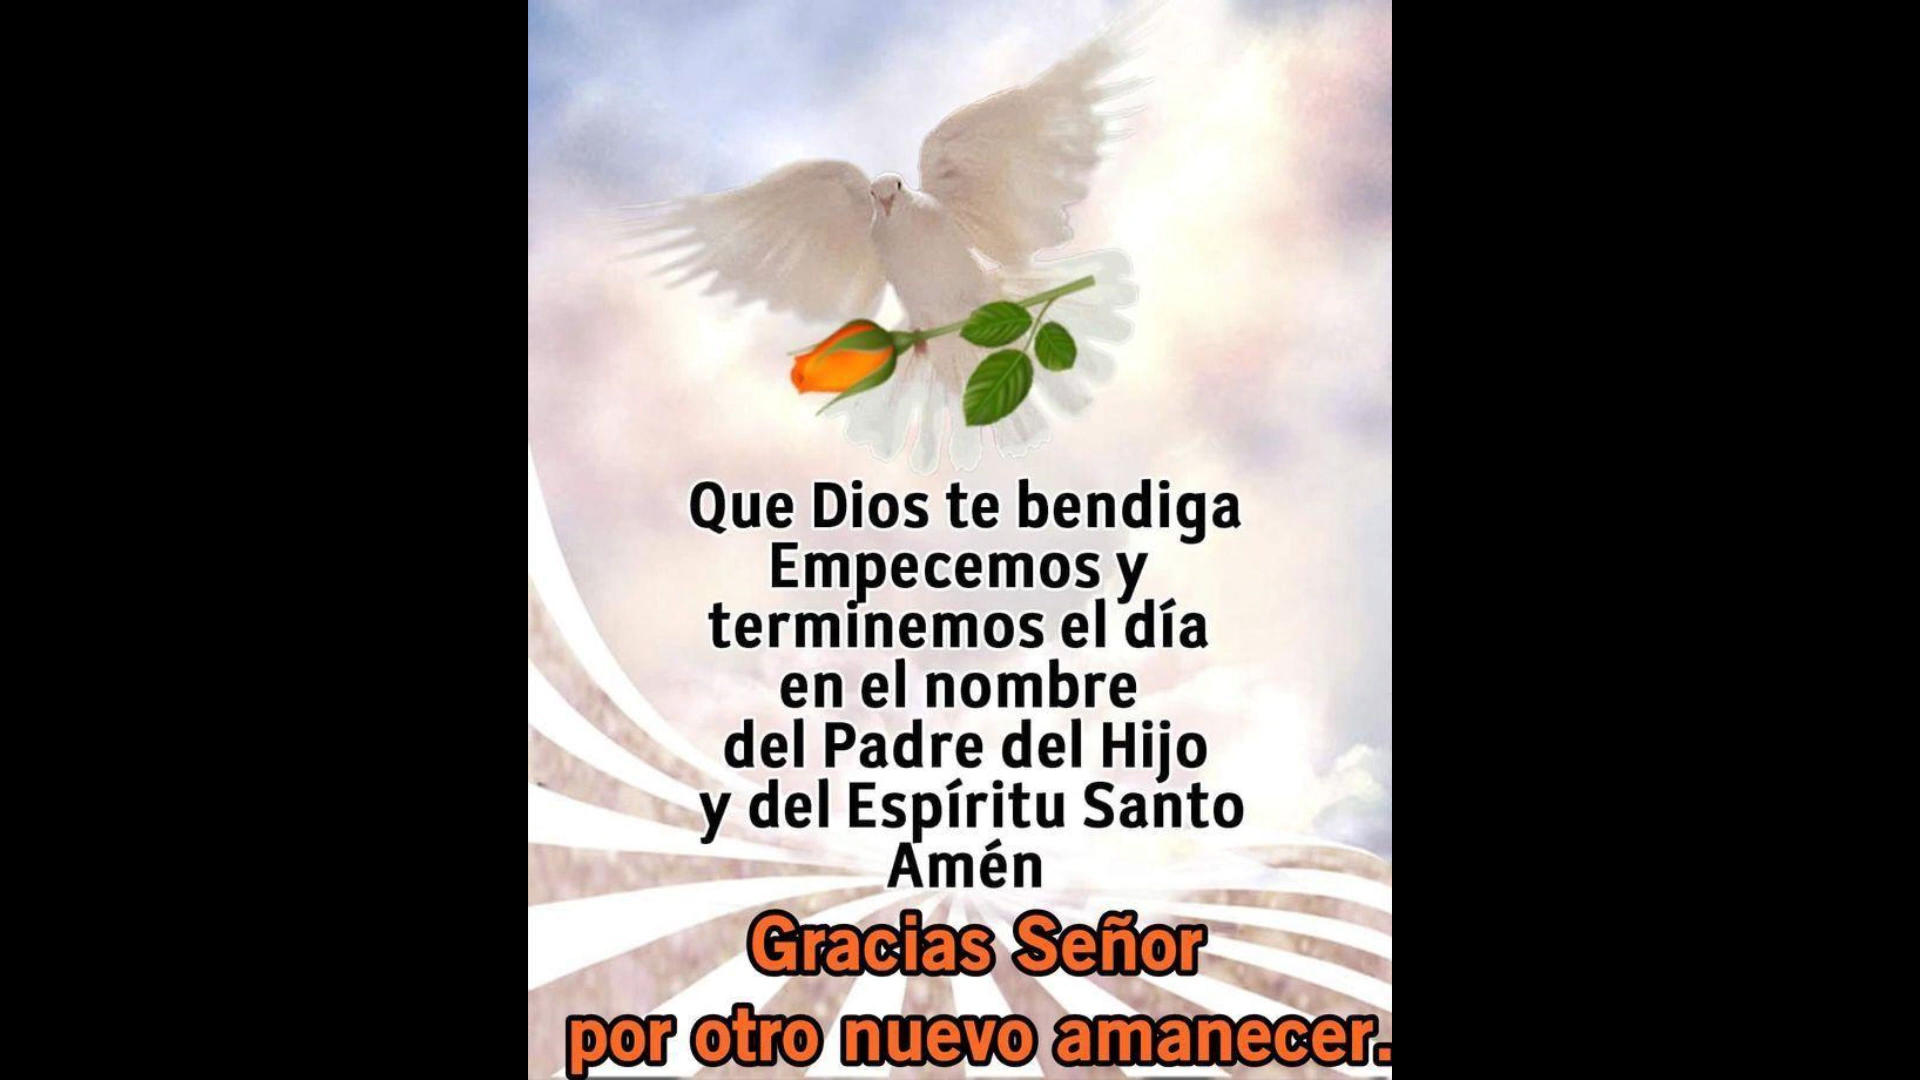 Que Dios te bendiga
Empecemos y
terminemos el día
en el nombre
del Padre del Hijo
y del Espíritu Santo
Amén
Gracias Señor
por otro nuevo amanecer.